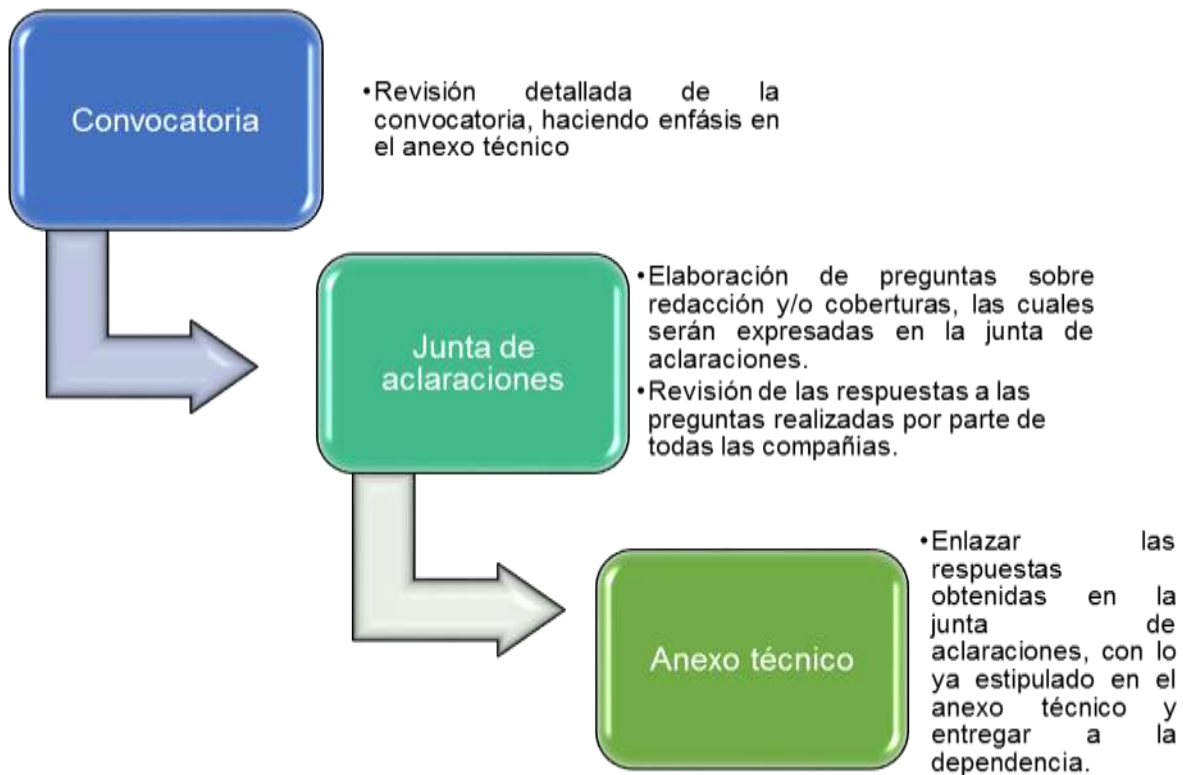 Convocatoria
•Revisión detallada de la
convocatoria, haciendo enfásis en
el anexo técnico
Junta de
aclaraciones
•Elaboración de preguntas sobre
redacción y/o coberturas, las cuales
serán expresadas en la junta de
aclaraciones.
•Revisión de las respuestas a las
preguntas realizadas por parte de
todas las compañias.
Anexo técnico
•Enlazar las
respuestas
obtenidas en la
junta de
aclaraciones, con lo
ya estipulado en el
anexo técnico y
entregar a la
dependencia.